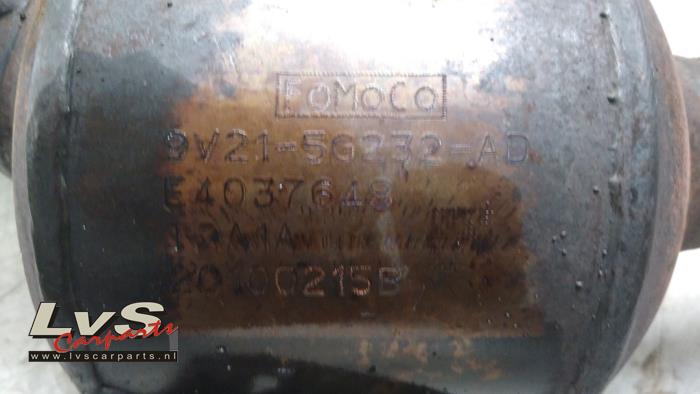 FoMoCo
9V21-5G232-AD
E4037648
20100215B
LvS
Carparts
www.lvscarparts.nl